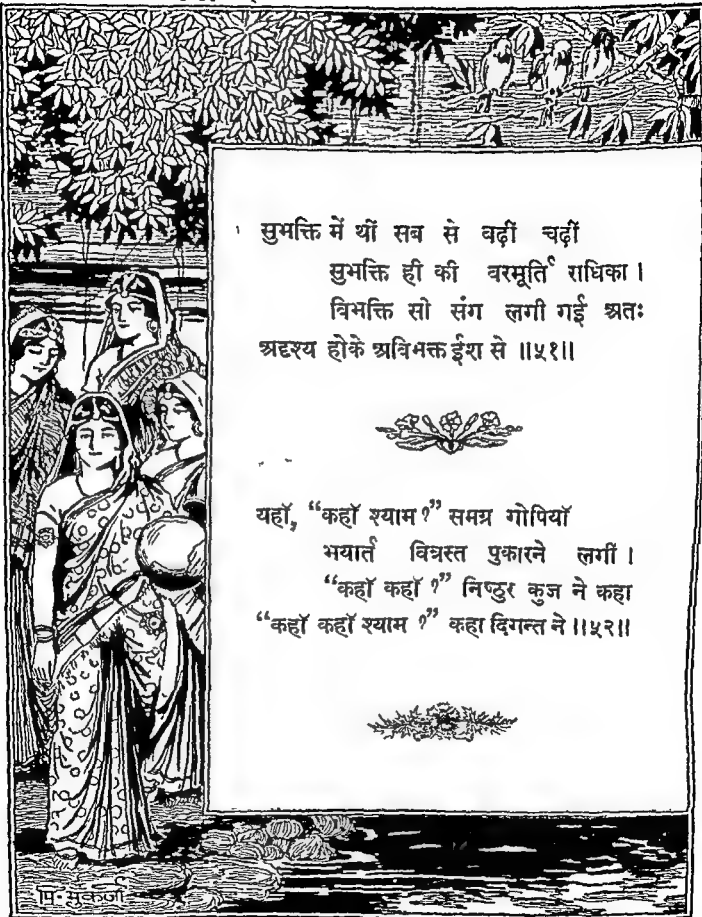 सुभक्ति में थीं सब से बढ़ीं चढ़ीं
सुभक्ति ही की वरमूर्ति राधिका।
विभक्ति सो संग लगी गई अतः
अदृश्य होके अविभक्त ईश से ॥५१॥
यहाँ, “कहाँ श्याम ?” समग्र गोपियाँ
भयार्त वित्रस्त पुकारने लगीं।
“कहाँ कहाँ ?” निष्ठुर कुज ने कहा
“कहाँ कहाँ श्याम ?” कहा दिगन्त ने ॥५२॥
पि. मुकर्जी